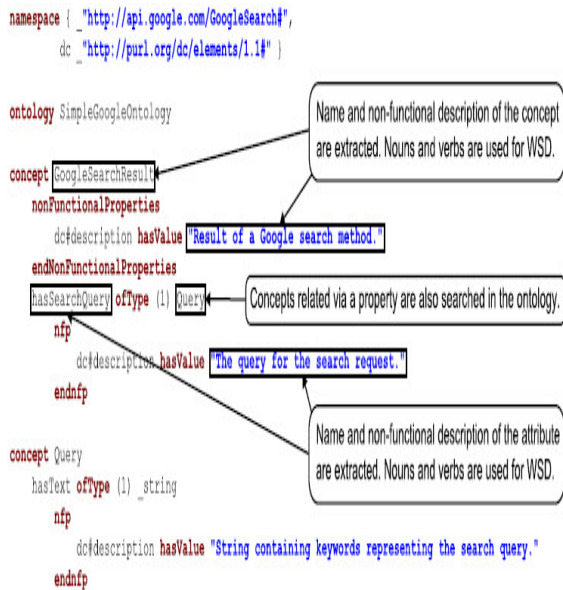 namespace { _"http://api.google.com/GoogleSearch#",
dc _"http://purl.org/dc/elements/1.1#" }
ontology SimpleGoogleOntology
Name and non-functional description of the concept
are extracted. Nouns and verbs are used for WSD.
concept GoogleSearchResult
nonFunctionalProperties
dc#description hasValue "Result of a Google search method."
endNonFunctionalProperties
hasSearchQuery ofType (1) Query
Concepts related via a property are also searched in the ontology.
nfp
dc#description hasValue "The query for the search request."
endnfp
Name and non-functional description of the attribute
are extracted. Nouns and verbs are used for WSD.
concept Query
hasText ofType (1) _string
nfp
dc#description hasValue "String containing keywords representing the search query."
endnfp